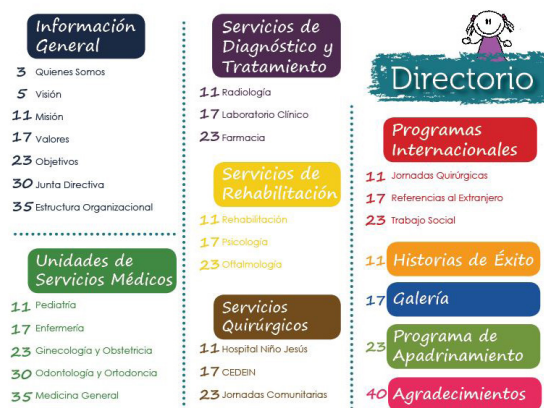 Información
General
3 Quienes Somos
5 Visión
11 Misión
17 Valores
23 Objetivos
30 Junta Directiva
35 Estructura Organizacional
Unidades de
Servicios Médicos
11 Pediatría
17 Enfermería
23 Ginecología y Obstetricia
30 Odontología y Ortodoncia
35 Medicina General
Servicios de
Diagnóstico y
Tratamiento
11 Radiología
17 Laboratorio Clínico
23 Farmacia
Servicios de
Rehabilitación
11 Rehabilitación
17 Psicología
23 Oftalmología
Servicios
Quirúrgicos
11 Hospital Niño Jesús
17 CEDEIN
23 Jornadas Comunitarias
Directorio
Programas
Internacionales
11 Jornadas Quirúrgicas
17 Referencias al Extranjero
23 Trabajo Social
11 Historias de Éxito
17 Galería
23 Programa de
Apadrinamiento
40 Agradecimientos